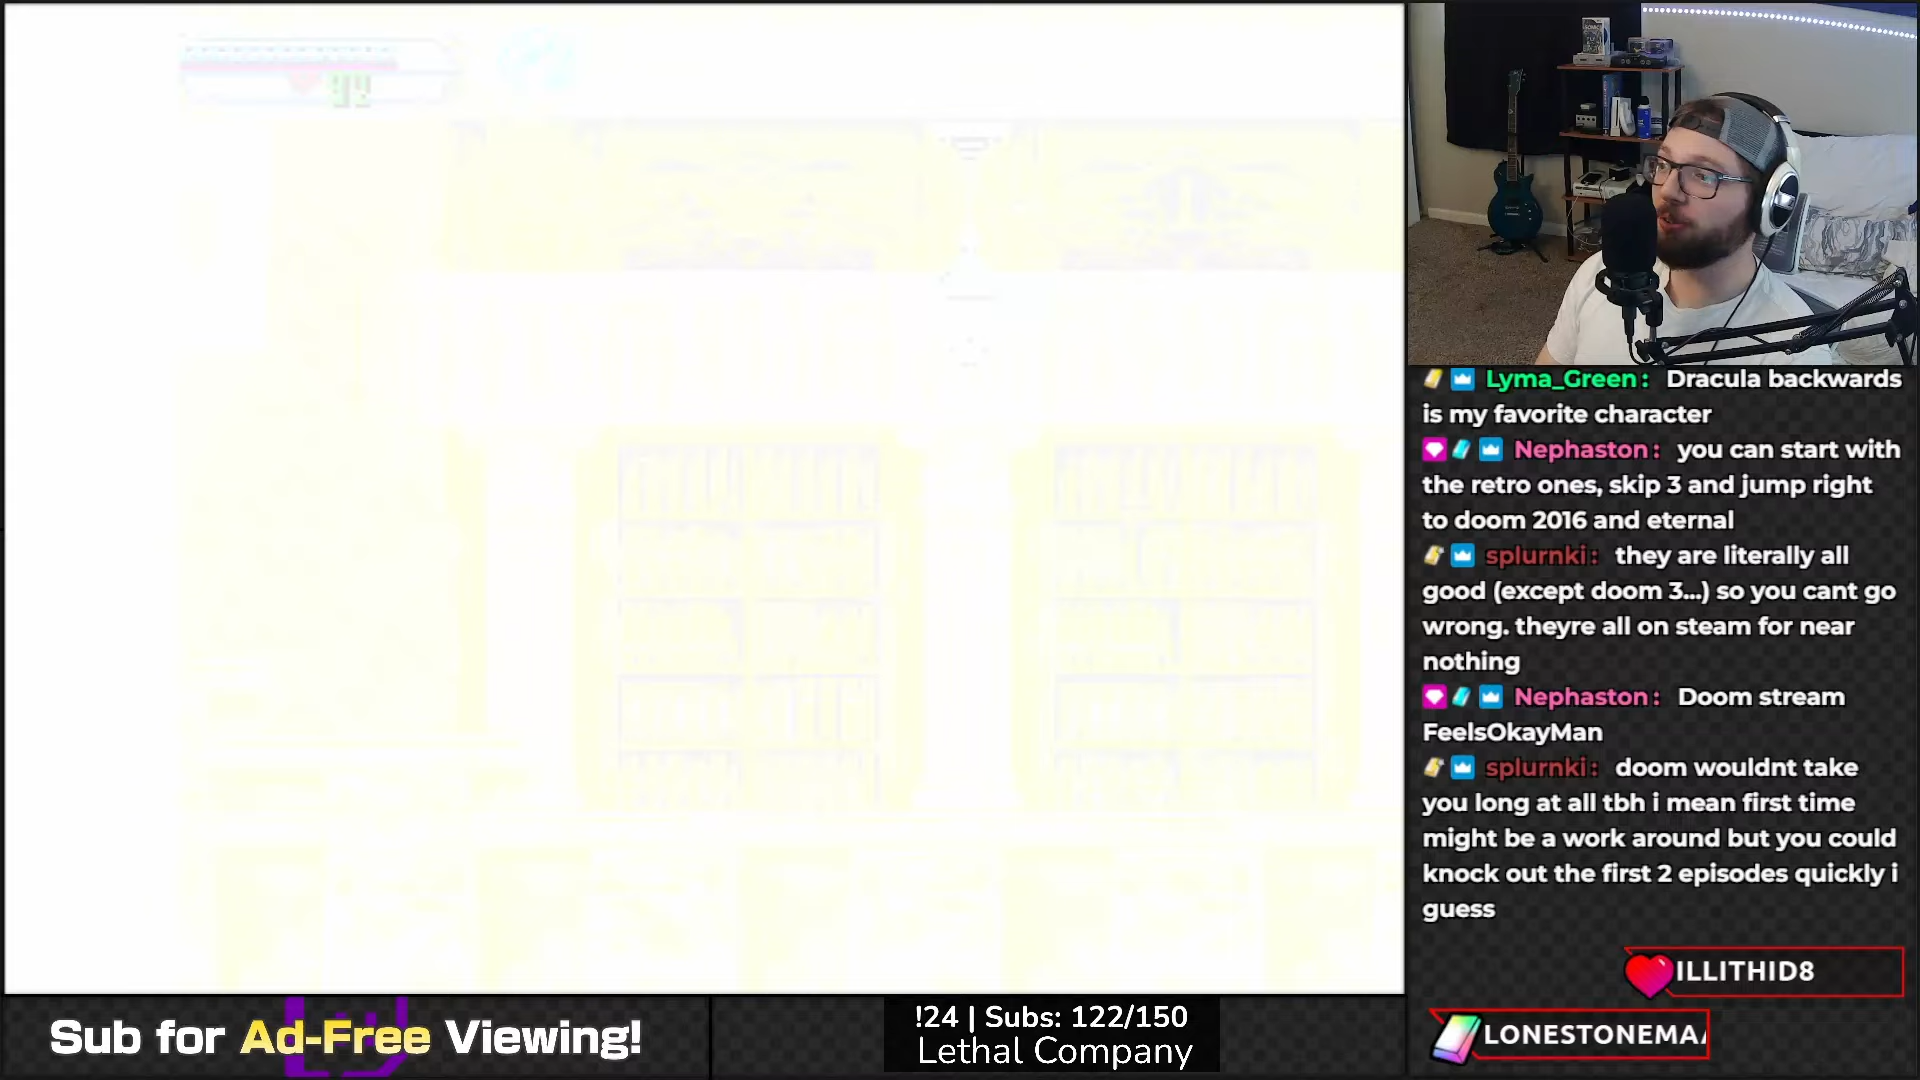 94
Lyma_Green: Dracula backwards
is my favorite character
Nephaston: you can start with
the retro ones, skip 3 and jump right
to doom 2016 and eternal
splurnki: they are literally all
good (except doom 3...) so you cant go
wrong. theyre all on steam for near
nothing
Nephaston: Doom stream
FeelsOkayMan
splurnki: doom wouldnt take
you long at all tbh i mean first time
might be a work around but you could
knock out the first 2 episodes quickly i
guess
ILLITHID8
LONESTONEMA
Sub for Ad-Free Viewing!
!24 | Subs: 122/150
Lethal Company